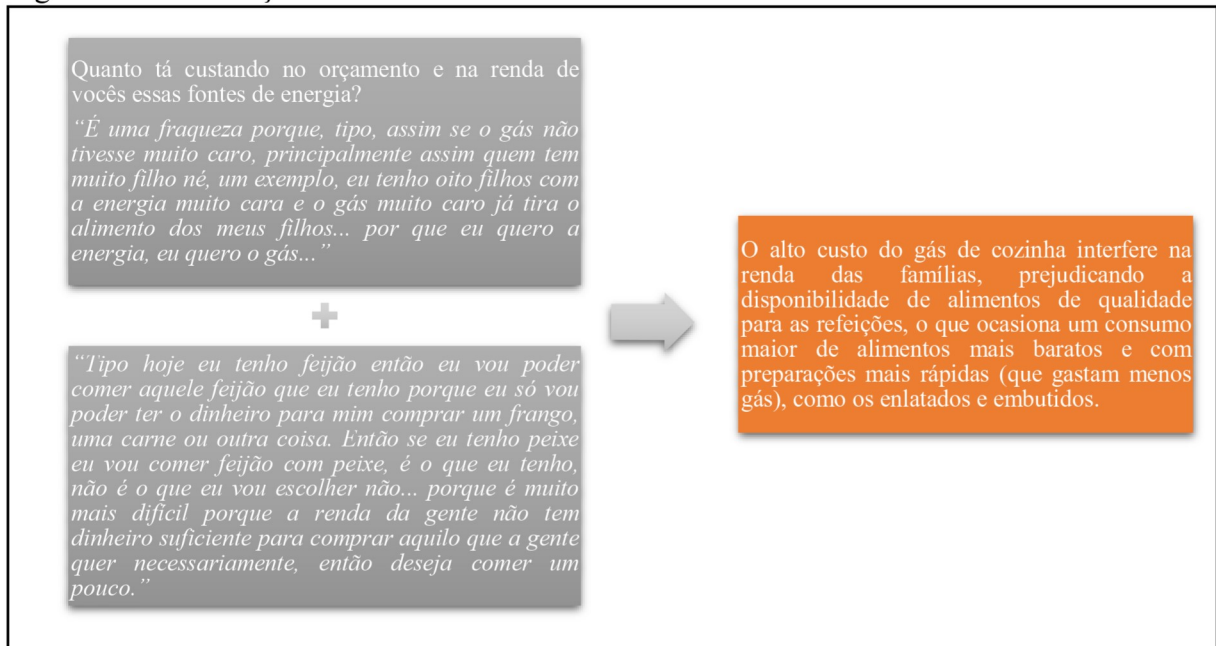 Quanto tá custando no orçamento e na renda de
vocês essas fontes de energia?
“É uma fraqueza porque, tipo, assim se o gás não
tivesse muito caro, principalmente assim quem tem
muito filho né, um exemplo, eu tenho oito filhos com
a energia muito cara e o gás muito caro já tira o
alimento dos meus filhos... por que eu quero a
energia, eu quero o gás...”
“Tipo hoje eu tenho feijão então eu vou poder
comer aquele feijão que eu tenho porque eu só vou
poder ter o dinheiro para mim comprar um frango,
uma carne ou outra coisa. Então se eu tenho peixe
eu vou comer feijão com peixe, é o que eu tenho,
não é o que eu vou escolher não... porque é muito
mais difícil porque a renda da gente não tem
dinheiro suficiente para comprar aquilo que a gente
quer necessariamente, então deseja comer um
pouco.”
O alto custo do gás de cozinha interfere na
renda das famílias, prejudicando a
disponibilidade de alimentos de qualidade
para as refeições, o que ocasiona um consumo
maior de alimentos mais baratos e com
preparações mais rápidas (que gastam menos
gás), como os enlatados e embutidos.